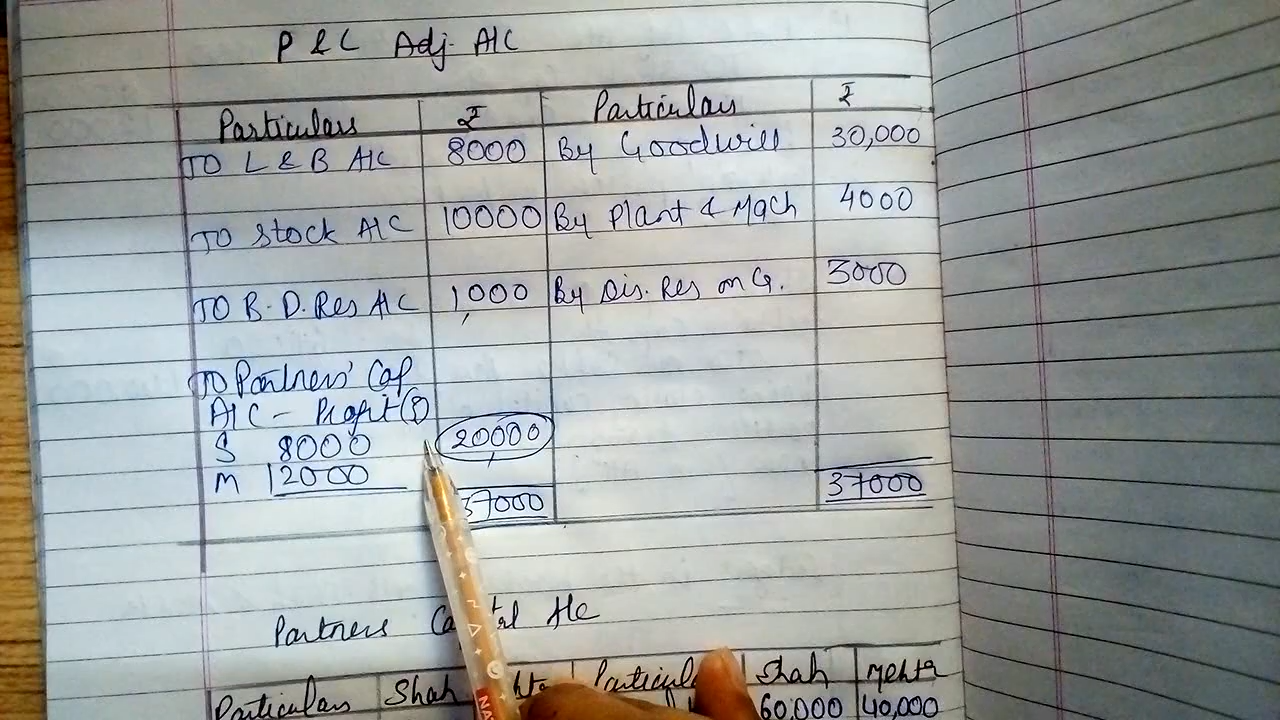 P & L Adj. A/C
Particulars ₹ Particulars ₹
TO L & B A/C 8000 By Goodwill 30,000
TO Stock A/C 10000 By Plant & Mach 4000
TO B.D.Res A/C 1,000 By Dis. Res on G. 3000
TO Partners' Cap
A/C - Profit(S)
S 8000 20000
M 12000
37000 37000
Partners A/c
Particulars Shah Shah Mehta
60,000 40,000